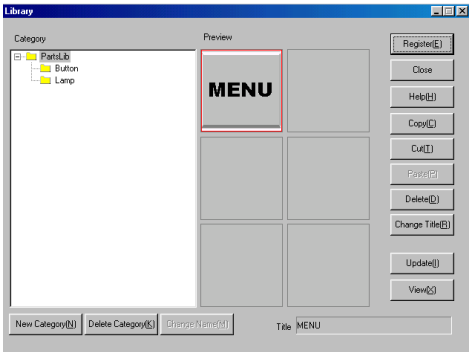 Library
Category
Preview
PartsLib
Button
Lamp
MENU
Register(E)
Close
Help(H)
Copy(C)
Cut(T)
Paste(P)
Delete(D)
Change Title(R)
Update(I)
View(X)
New Category(N)
Delete Category(K)
Change Name(M)
Title
MENU